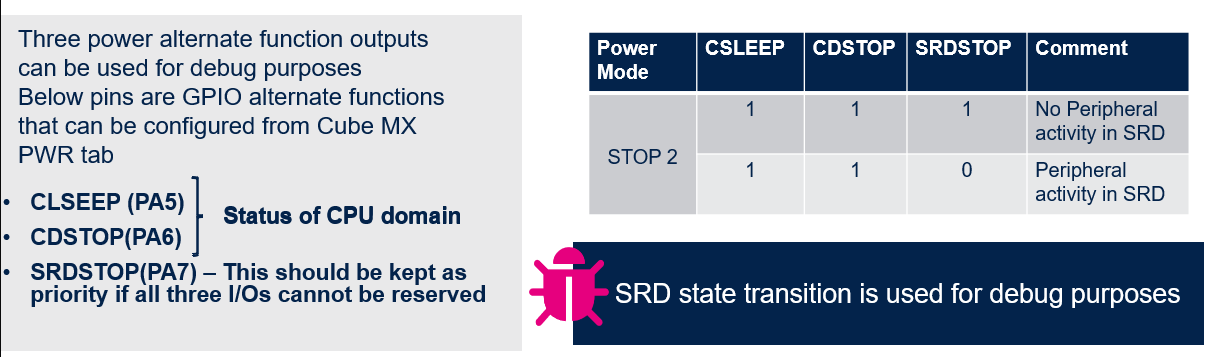 Three power alternate function outputs
can be used for debug purposes
Below pins are GPIO alternate functions
that can be configured from Cube MX
PWR tab
• CLSEEP (PA5)
• CDSTOP(PA6)
Status of CPU domain
• SRDSTOP(PA7) – This should be kept as
priority if all three I/Os cannot be reserved
Power Mode CSLEEP CDSTOP SRDSTOP Comment
STOP 2
1 1 1 No Peripheral
activity in SRD
1 1 0 Peripheral
activity in SRD
SRD state transition is used for debug purposes